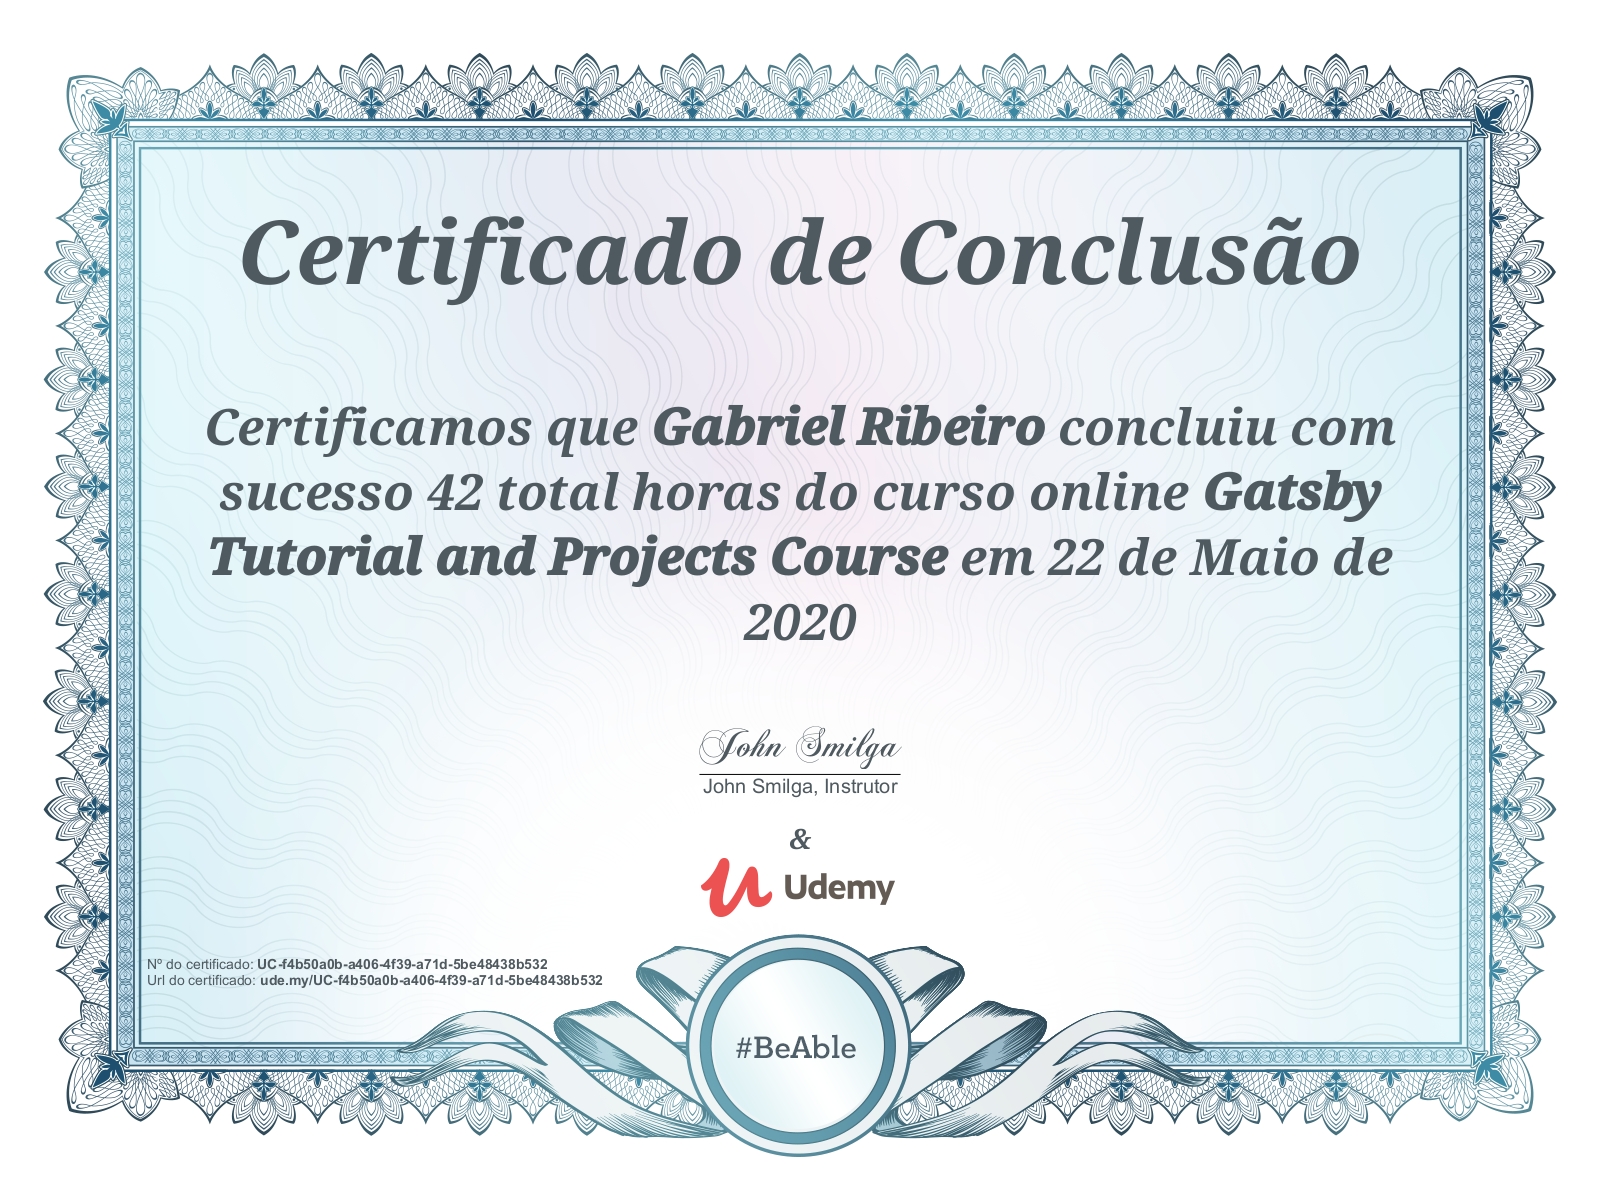 Certificado de Conclusão
Certificamos que Gabriel Ribeiro concluiu com
sucesso 42 total horas do curso online Gatsby
Tutorial and Projects Course em 22 de Maio de
2020
John Smilga
John Smilga, Instrutor
&
Udemy
Nº do certificado: UC-f4b50a0b-a406-4f39-a71d-5be48438b532
Url do certificado: ude.my/UC-f4b50a0b-a406-4f39-a71d-5be48438b532
#BeAble